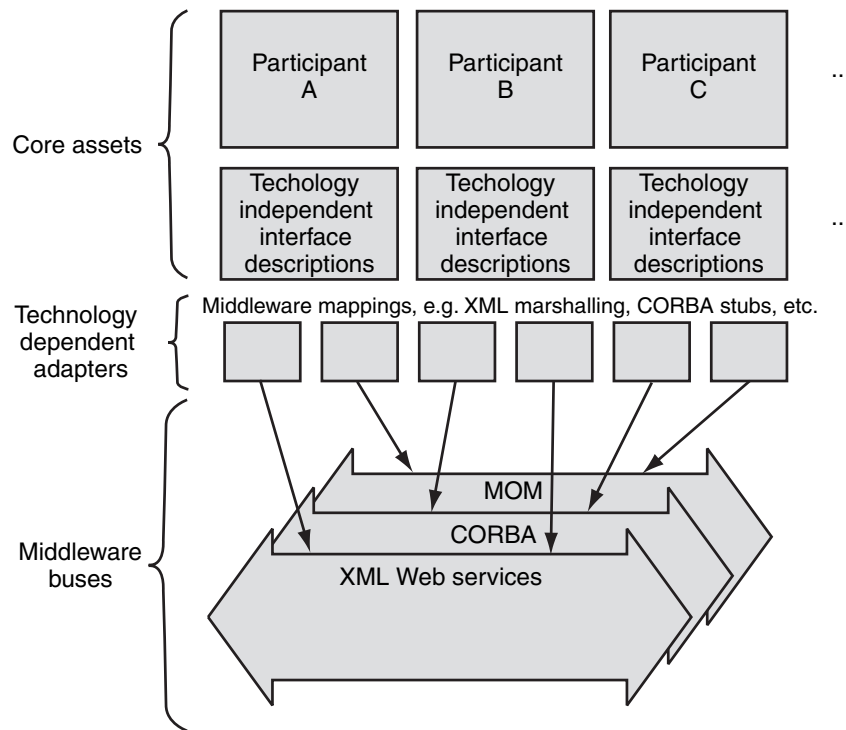 Participant
A
Participant
B
Participant
C
..
Core assets
Techology
independent
interface
descriptions
Techology
independent
interface
descriptions
Techology
independent
interface
descriptions
..
Technology
dependent
adapters
Middleware mappings, e.g. XML marshalling, CORBA stubs, etc.
Middleware
buses
MOM
CORBA
XML Web services